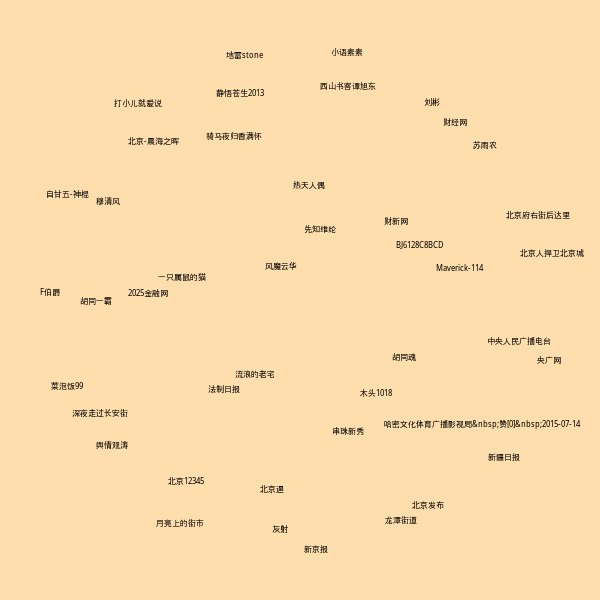 小语素素
地雷stone
西山书客谭旭东
静悟苍生2013
刘彬
打小儿就爱说
财经网
骑马夜归香满怀
北京-晨海之晖
苏雨农
热天人偶
自甘五-神棍
穆清风
北京府右街后达里
财新网
先知维纶
BJ6128C8BCD
北京人捍卫北京城
风魔云华
Maverick-114
一只属鼠的猫
F伯爵
2025金融网
胡同一霸
中央人民广播电台
胡同魂
央广网
流浪的老宅
菜泡饭99
法制日报
木头1018
深夜走过长安街
哈密文化体育广播影视局&nbsp;赞[0]&nbsp;2015-07-14
串珠新秀
舆情观涛
新疆日报
北京12345
北京遇
北京发布
龙潭街道
月亮上的街市
灰射
新京报